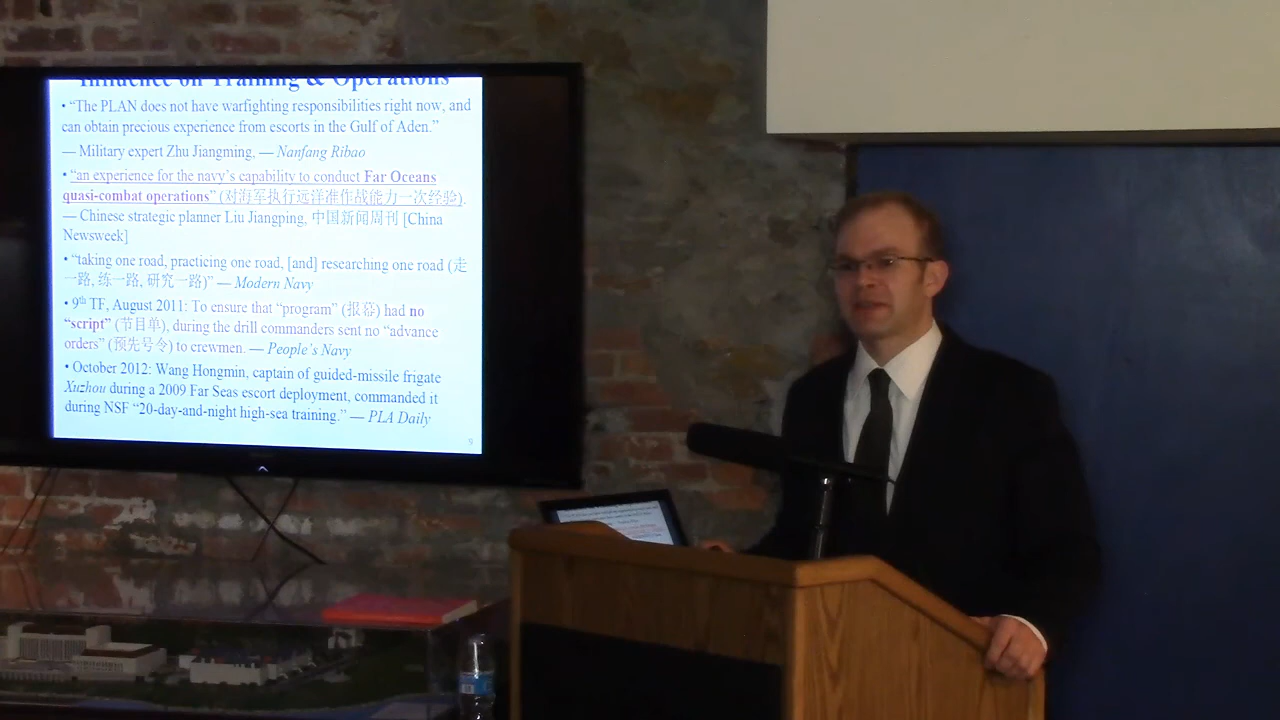 Influence on Training & Operations
• “The PLAN does not have warfighting responsibilities right now, and
can obtain precious experience from escorts in the Gulf of Aden.”
— Military expert Zhu Jiangming, — Nanfang Ribao
• “an experience for the navy’s capability to conduct Far Oceans
quasi-combat operations” (对海军执行远洋准作战能力一次经验).
— Chinese strategic planner Liu Jiangping, 中国新闻周刊 [China
Newsweek]
• “taking one road, practicing one road, [and] researching one road (走
一路, 练一路, 研究一路)” — Modern Navy
• 9th TF, August 2011: To ensure that “program” (报幕) had no
“script” (节目单), during the drill commanders sent no “advance
orders” (预先号令) to crewmen. — People’s Navy
• October 2012: Wang Hongmin, captain of guided-missile frigate
Xuzhou during a 2009 Far Seas escort deployment, commanded it
during NSF “20-day-and-night high-sea training.” — PLA Daily
9